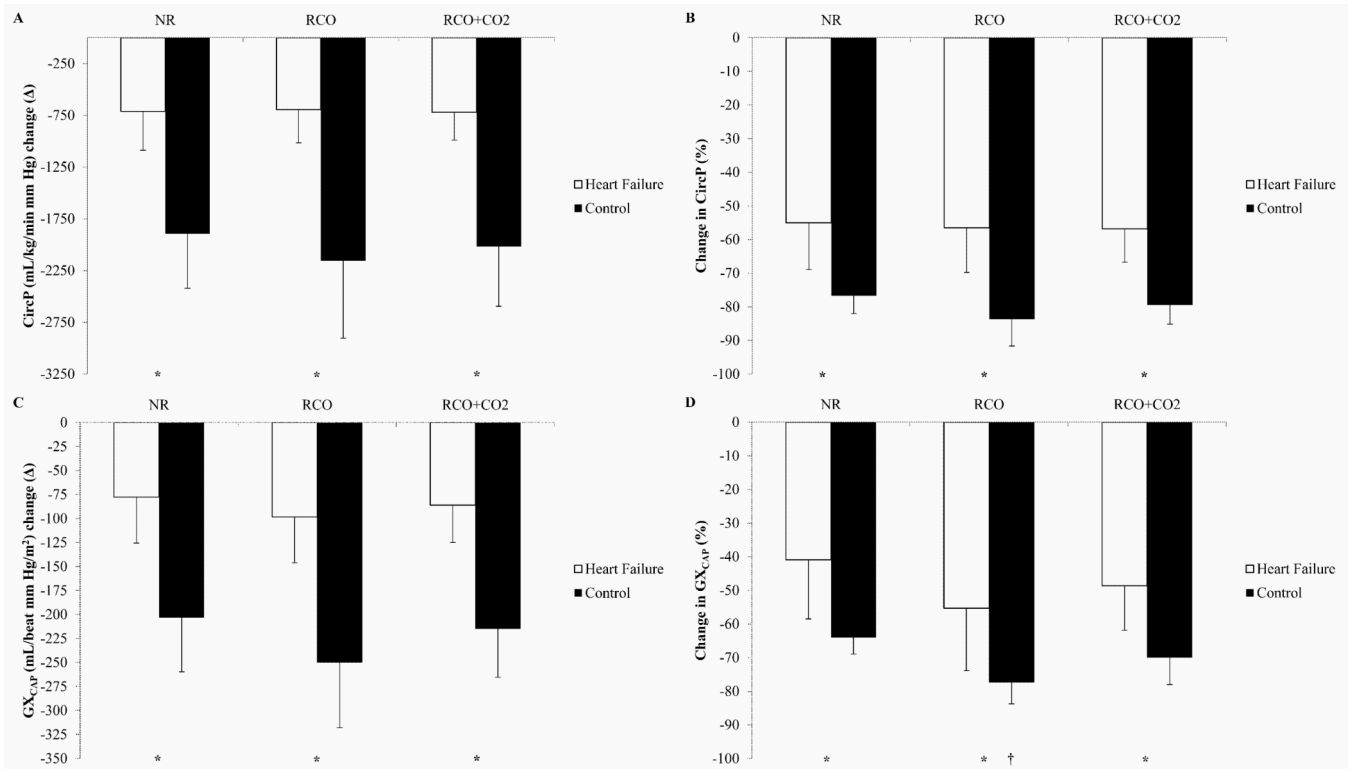 A
NR RCO RCO+CO2
-250
-750
-1250
-1750
-2250
-2750
-3250
CircP (mL/kg/min mm Hg) change (Δ)
Heart Failure
Control
* * *
B
NR RCO RCO+CO2
0
-10
-20
-30
-40
-50
-60
-70
-80
-90
-100
Change in CircP (%)
Heart Failure
Control
* * *
C
NR RCO RCO+CO2
0
-25
-50
-75
-100
-125
-150
-175
-200
-225
-250
-275
-300
-325
-350
GX_CAP (mL/beat mm Hg/m²) change (Δ)
Heart Failure
Control
* * *
D
NR RCO RCO+CO2
0
-10
-20
-30
-40
-50
-60
-70
-80
-90
-100
Change in GX_CAP (%)
Heart Failure
Control
* * † *